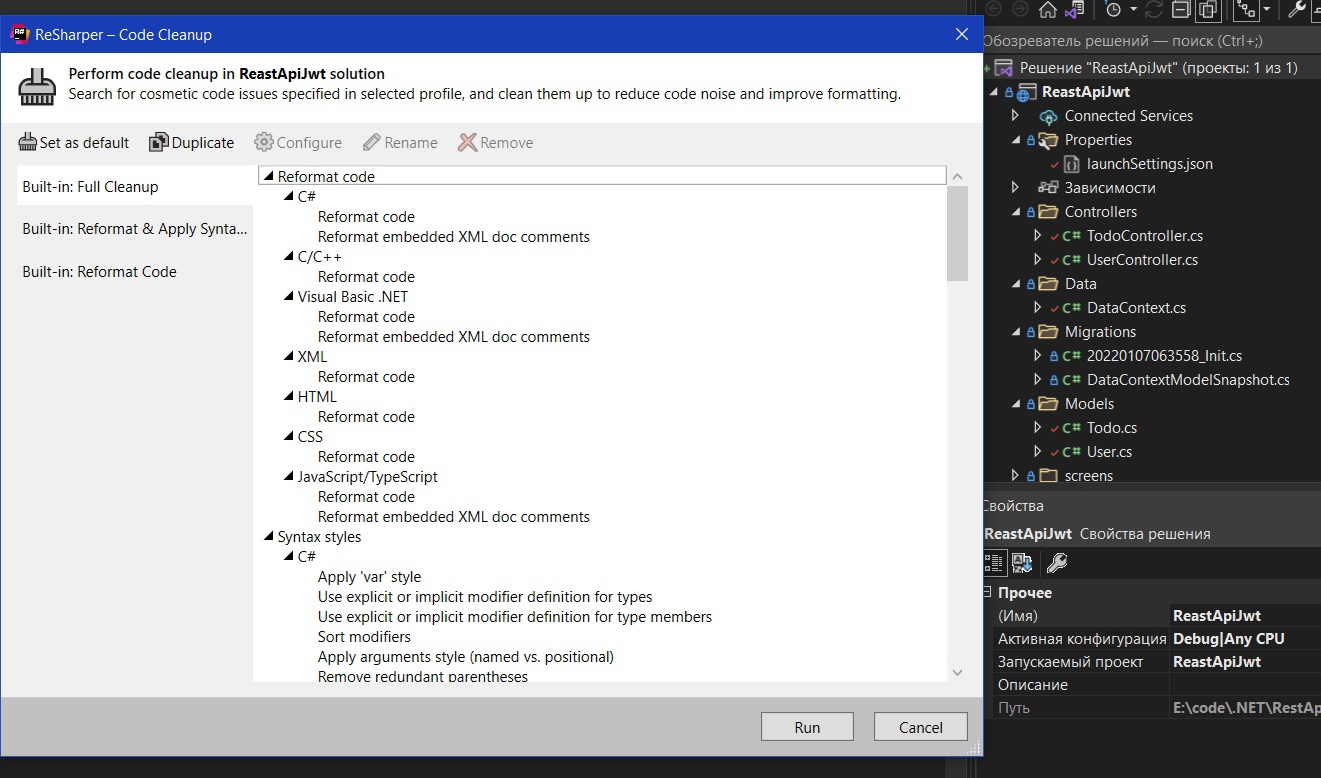 ReSharper – Code Cleanup
Perform code cleanup in ReastApiJwt solution
Search for cosmetic code issues specified in selected profile, and clean them up to reduce code noise and improve formatting.
Set as default Duplicate Configure Rename Remove
Built-in: Full Cleanup
Built-in: Reformat & Apply Synta...
Built-in: Reformat Code
Reformat code
C#
Reformat code
Reformat embedded XML doc comments
C/C++
Reformat code
Visual Basic .NET
Reformat code
Reformat embedded XML doc comments
XML
Reformat code
HTML
Reformat code
CSS
Reformat code
JavaScript/TypeScript
Reformat code
Reformat embedded XML doc comments
Syntax styles
C#
Apply 'var' style
Use explicit or implicit modifier definition for types
Use explicit or implicit modifier definition for type members
Sort modifiers
Apply arguments style (named vs. positional)
Remove redundant parentheses
Run Cancel
Обозреватель решений — поиск (Ctrl+;)
Решение "ReastApiJwt" (проекты: 1 из 1)
ReastApiJwt
Connected Services
Properties
launchSettings.json
Зависимости
Controllers
C# TodoController.cs
C# UserController.cs
Data
C# DataContext.cs
Migrations
C# 20220107063558_Init.cs
C# DataContextModelSnapshot.cs
Models
C# Todo.cs
C# User.cs
screens
Свойства
ReastApiJwt Свойства решения
Прочее
(Имя) ReastApiJwt
Активная конфигурация Debug|Any CPU
Запускаемый проект ReastApiJwt
Описание
Путь E:\code\.NET\RestAp